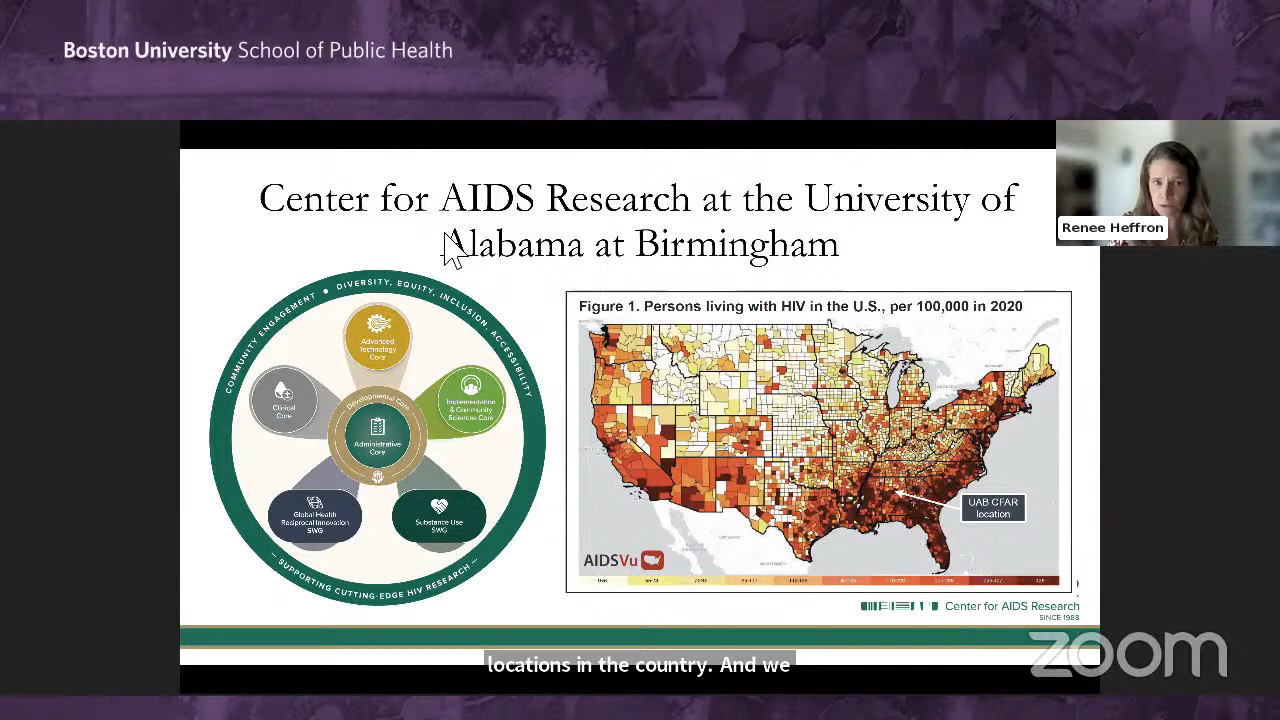 Boston University School of Public Health
Center for AIDS Research at the University of
Alabama at Birmingham
Renee Heffron
COMMUNITY ENGAGEMENT • DIVERSITY, EQUITY, INCLUSION, ACCESSIBILITY
Advanced
Technology
Core
Clinical
Core
Implementation
& Community
Sciences Core
Developmental Core
Administrative
Core
Global Health
Reciprocal Innovation
SWG
Substance Use
SWG
— SUPPORTING CUTTING-EDGE HIV RESEARCH —
Figure 1. Persons living with HIV in the U.S., per 100,000 in 2020
UAB CFAR
location
AIDSVu
Center for AIDS Research
SINCE 1988
locations in the country. And we
zoom